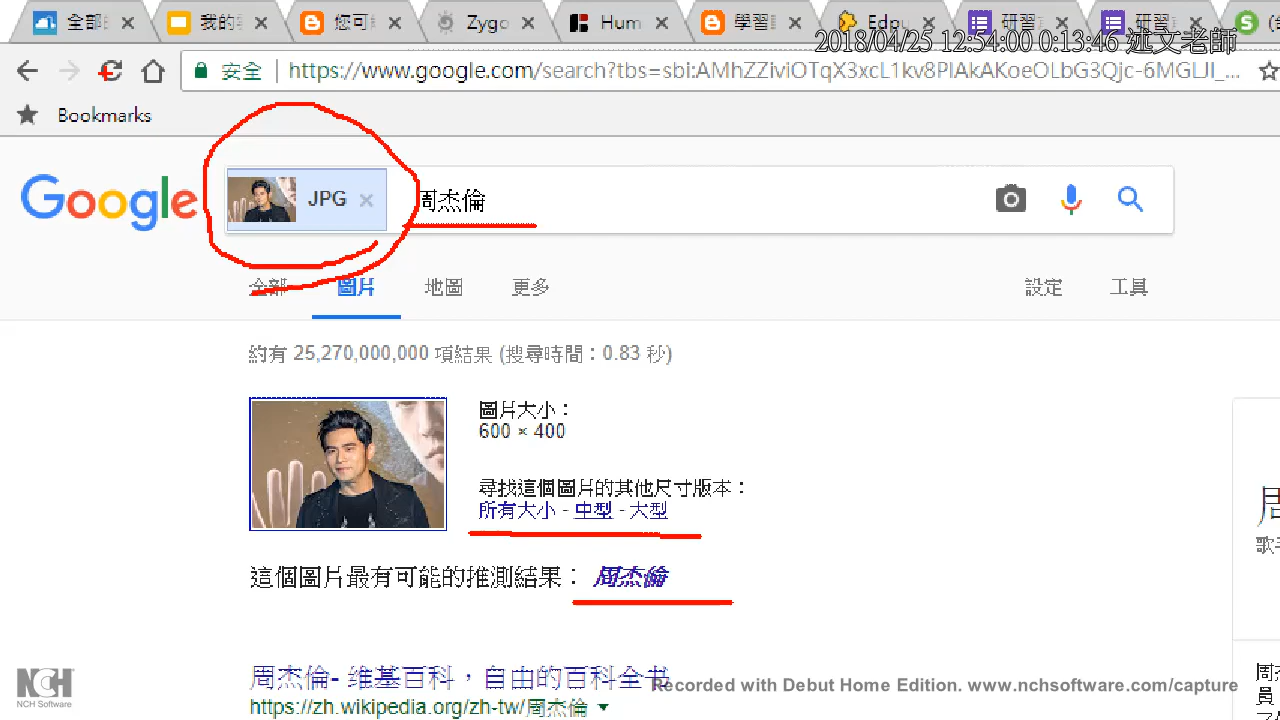 全部 我的 您可 Zygo Hum 學習 Edpu 研習 研習 S
2018/04/25 12:54:00 0:13:46 述文老師
安全 https://www.google.com/search?tbs=sbi:AMhZZiviOTqX3xcL1kv8PIAkAKoeOLbG3Qjc-6MGLJI_...
Bookmarks
Google JPG 周杰倫
全部 圖片 地圖 更多 設定 工具
約有 25,270,000,000 項結果 (搜尋時間：0.83 秒)
圖片大小：
600 × 400
尋找這個圖片的其他尺寸版本：
所有大小 - 中型 - 大型
這個圖片最有可能的推測結果： 周杰倫
歌手
周杰倫- 维基百科，自由的百科全书
https://zh.wikipedia.org/zh-tw/周杰倫
員
NCH
NCH Software
Recorded with Debut Home Edition. www.nchsoftware.com/capture